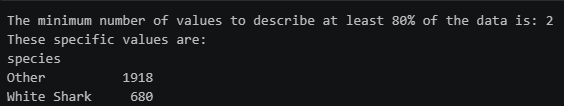 The minimum number of values to describe at least 80% of the data is: 2
These specific values are:
species
Other          1918
White Shark     680